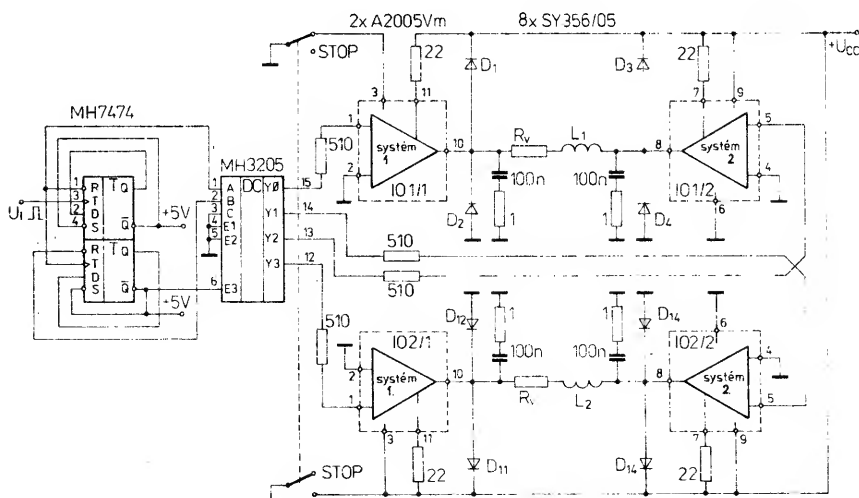 2x A2005Vm
8x SY356/05
STOP
22
D1
D3
22
+Ucc
3
11
7
9
MH7474
1
510
MH3205
systém
1
10
Rv
L1
8
systém
2
5
2
4
IO1/1
100n
100n
IO1/2
1
1
D2
D4
6
1
3
2
4
R
T
D
S
T
Q
Q̅
Ui
+5V
R
T
D
S
T
Q
Q̅
+5V
1
2
3
4
5
6
A
B
C
E1
E2
E3
DC
Y0
Y1
Y2
Y3
15
14
13
12
510
510
510
IO2/1
D12
1
1
D14
6
IO2/2
100n
100n
2
1
systém
1.
10
Rv
L2
8
systém
2.
4
5
3
11
7
9
STOP
22
D11
D14
22